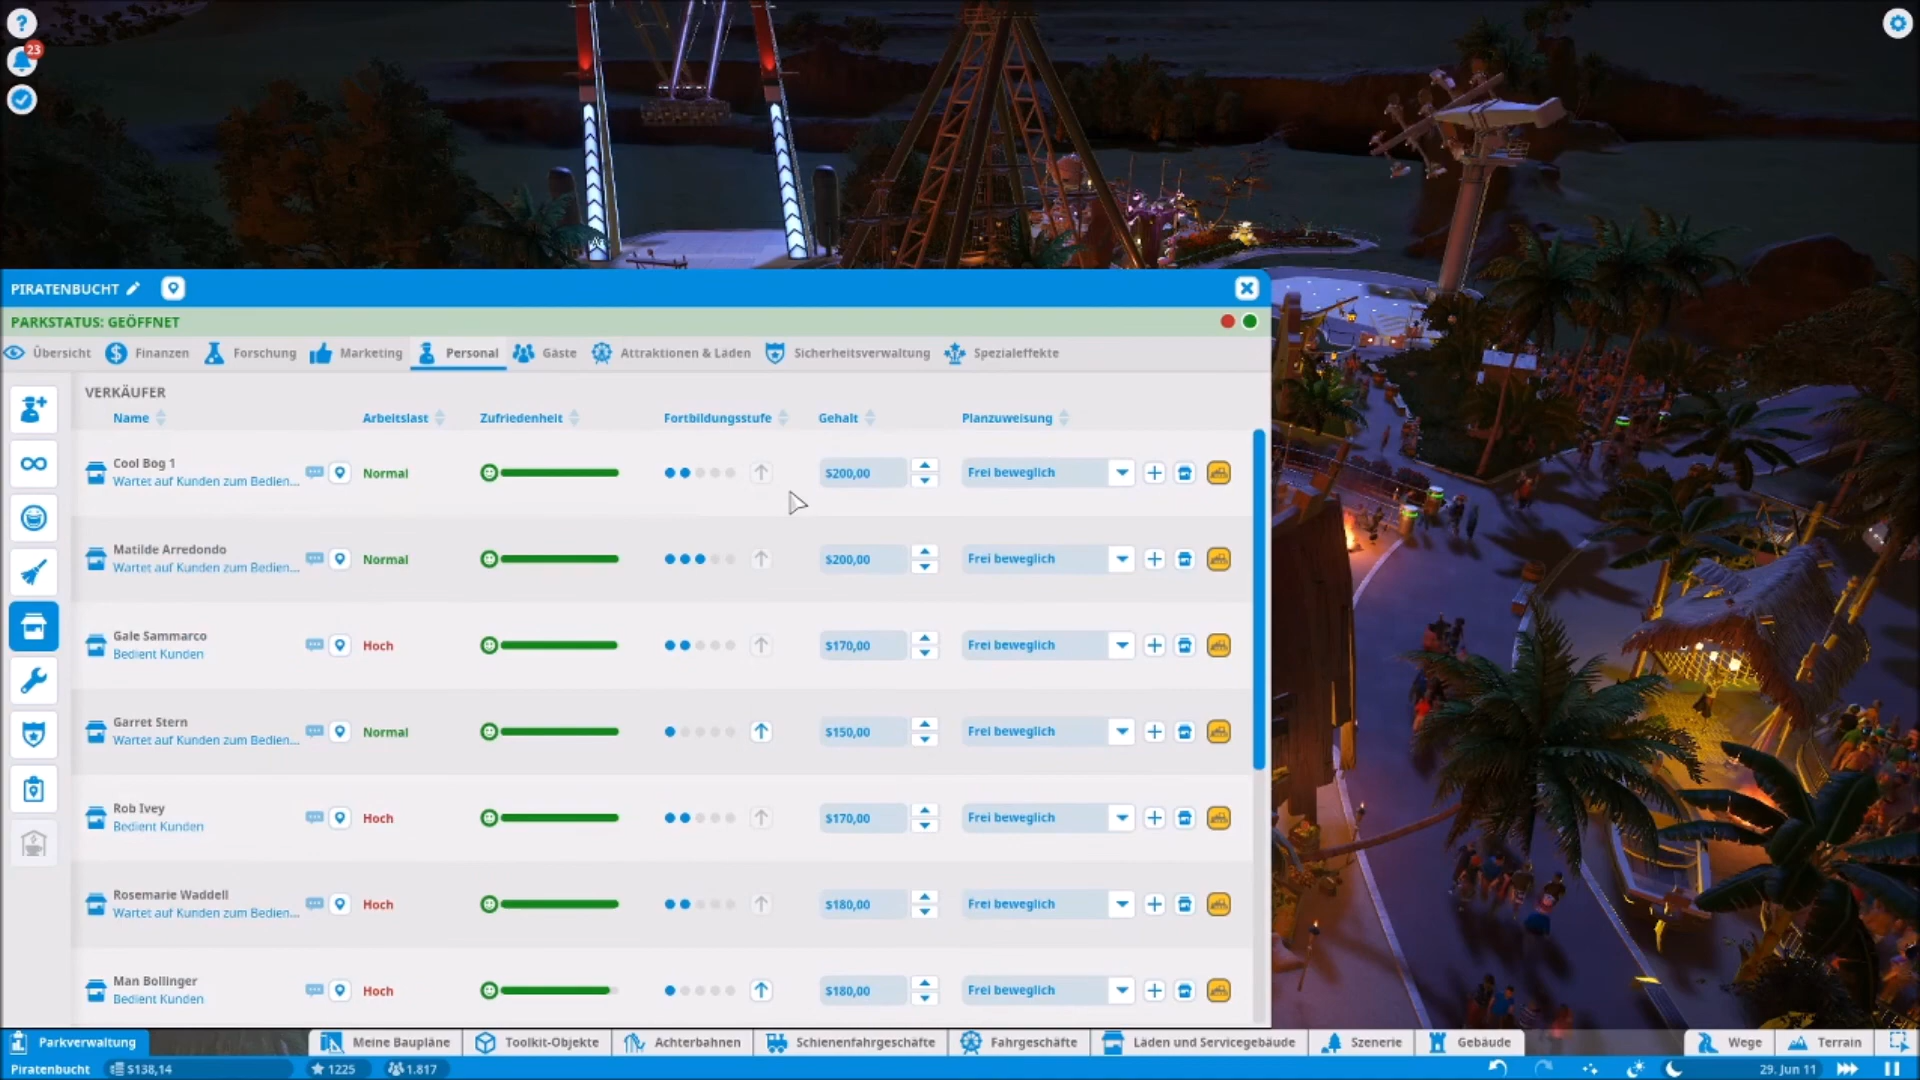 23
PIRATENBUCHT
PARKSTATUS: GEÖFFNET
Übersicht Finanzen Forschung Marketing Personal Gäste Attraktionen & Läden Sicherheitsverwaltung Spezialeffekte
VERKÄUFER
Name Arbeitslast Zufriedenheit Fortbildungsstufe Gehalt Planzuweisung
Cool Bog 1
Wartet auf Kunden zum Bedien... Normal $200,00 Frei beweglich
Matilde Arredondo
Wartet auf Kunden zum Bedien... Normal $200,00 Frei beweglich
Gale Sammarco
Bedient Kunden Hoch $170,00 Frei beweglich
Garret Stern
Wartet auf Kunden zum Bedien... Normal $150,00 Frei beweglich
Rob Ivey
Bedient Kunden Hoch $170,00 Frei beweglich
Rosemarie Waddell
Wartet auf Kunden zum Bedien... Hoch $180,00 Frei beweglich
Man Bollinger
Bedient Kunden Hoch $180,00 Frei beweglich
Parkverwaltung Meine Baupläne Toolkit-Objekte Achterbahnen Schienenfahrgeschäfte Fahrgeschäfte Läden und Servicegebäude Szenerie Gebäude Wege Terrain
Piratenbucht $138,14 1225 1.817 29. Jun 11